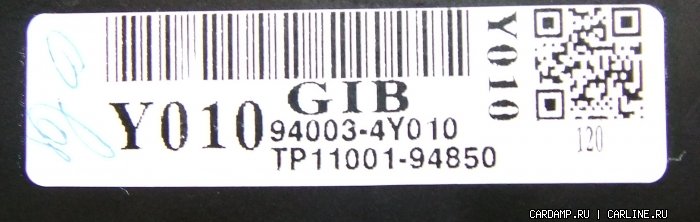 GIB
Y010
94003-4Y010
TP11001-94850
Y010
120
CARDAMP.RU | CARLINE.RU